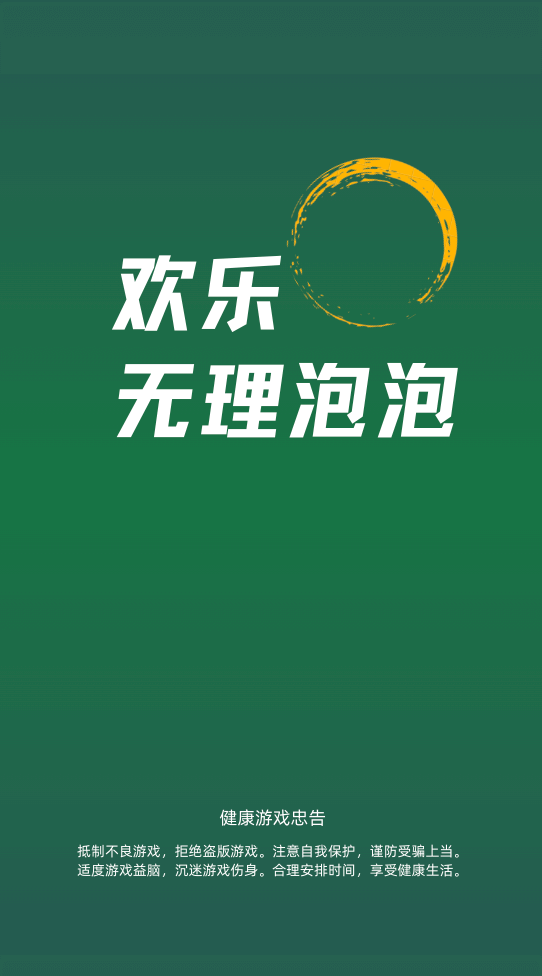 欢乐
无理泡泡
健康游戏忠告
抵制不良游戏，拒绝盗版游戏。注意自我保护，谨防受骗上当。
适度游戏益脑，沉迷游戏伤身。合理安排时间，享受健康生活。